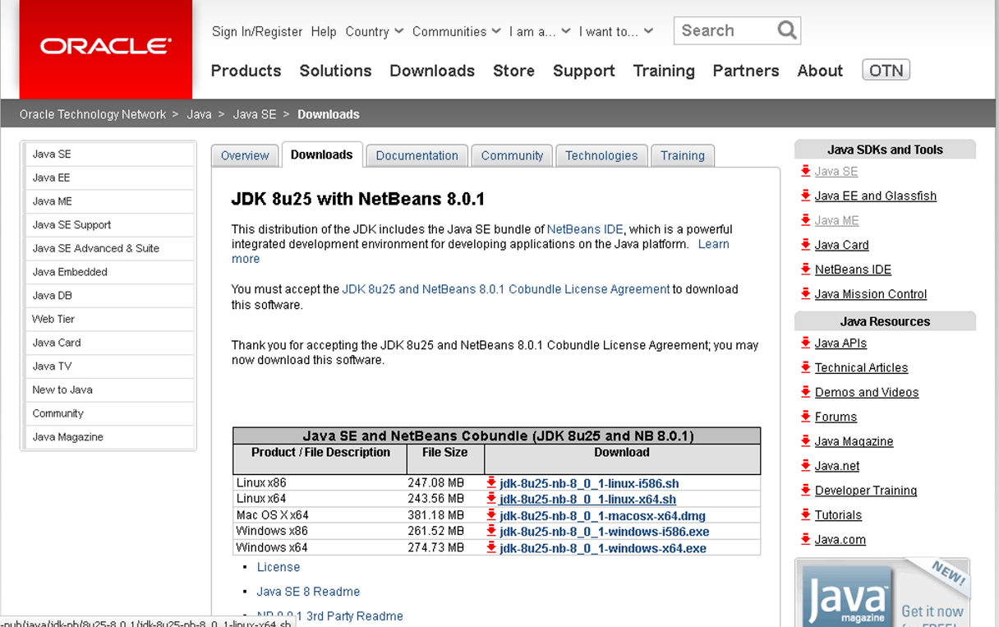 ORACLE
Sign In/Register Help Country Communities I am a... I want to... Search
Products Solutions Downloads Store Support Training Partners About OTN
Oracle Technology Network > Java > Java SE > Downloads
Java SE
Java EE
Java ME
Java SE Support
Java SE Advanced & Suite
Java Embedded
Java DB
Web Tier
Java Card
Java TV
New to Java
Community
Java Magazine
Overview Downloads Documentation Community Technologies Training
JDK 8u25 with NetBeans 8.0.1
This distribution of the JDK includes the Java SE bundle of NetBeans IDE, which is a powerful
integrated development environment for developing applications on the Java platform. Learn
more
You must accept the JDK 8u25 and NetBeans 8.0.1 Cobundle License Agreement to download
this software.
Thank you for accepting the JDK 8u25 and NetBeans 8.0.1 Cobundle License Agreement; you may
now download this software.
Java SE and NetBeans Cobundle (JDK 8u25 and NB 8.0.1)
Product / File Description File Size Download
Linux x86 247.08 MB jdk-8u25-nb-8_0_1-linux-i586.sh
Linux x64 243.56 MB jdk-8u25-nb-8_0_1-linux-x64.sh
Mac OS X x64 381.18 MB jdk-8u25-nb-8_0_1-macosx-x64.dmg
Windows x86 261.52 MB jdk-8u25-nb-8_0_1-windows-i586.exe
Windows x64 274.73 MB jdk-8u25-nb-8_0_1-windows-x64.exe
License
Java SE 8 Readme
NB 8.0.1 3rd Party Readme
Java SDKs and Tools
Java SE
Java EE and Glassfish
Java ME
Java Card
NetBeans IDE
Java Mission Control
Java Resources
Java APIs
Technical Articles
Demos and Videos
Forums
Java Magazine
Java.net
Developer Training
Tutorials
Java.com
NEW!
Java
magazine
Get it now
for FREE!
-pub/java/jdk-nb/8u25-8.0.1/jdk-8u25-nb-8_0_1-linux-x64.sh